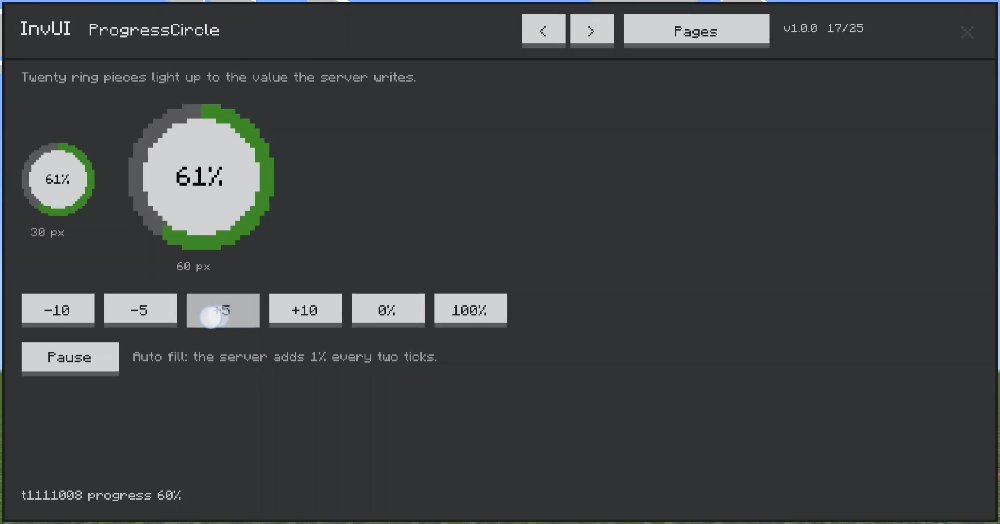 InvUI ProgressCircle < > Pages v1.0.0 17/25 ×
Twenty ring pieces light up to the value the server writes.
61% 61%
30 px
60 px
-10 -5 +5 +10 0% 100%
Pause Auto fill: the server adds 1% every two ticks.
t1111008 progress 60%